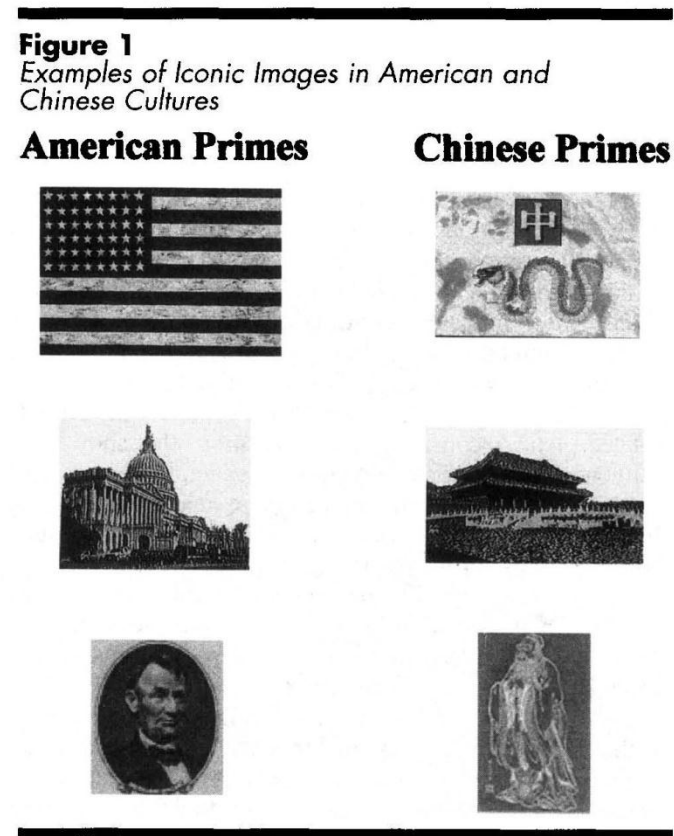 Figure 1
Examples of Iconic Images in American and
Chinese Cultures
American Primes
Chinese Primes
中